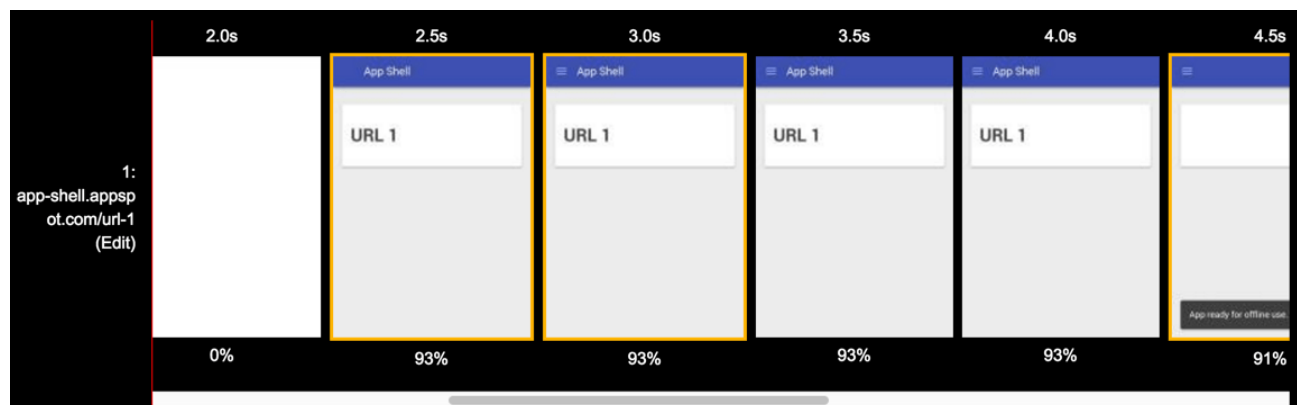 2.0s 2.5s 3.0s 3.5s 4.0s 4.5s
App Shell App Shell App Shell App Shell
URL 1 URL 1 URL 1 URL 1
1:
app-shell.appsp
ot.com/url-1
(Edit)
App ready for offline use.
0% 93% 93% 93% 93% 91%